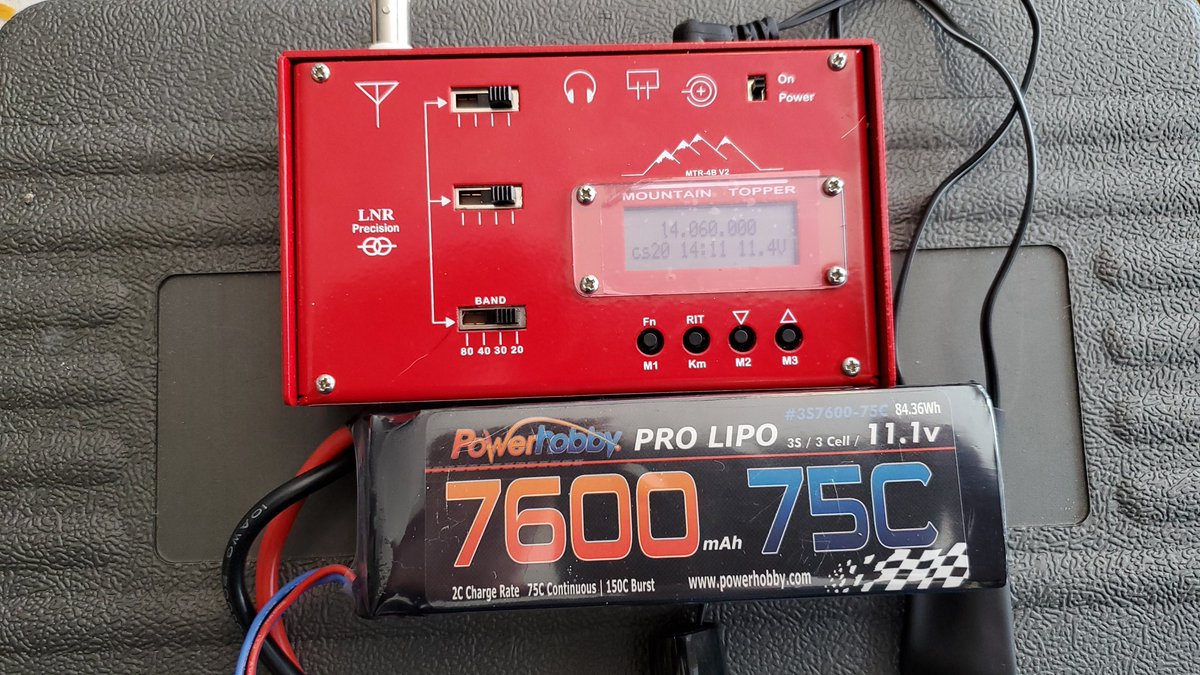 On
Power
MTR-4B V2
MOUNTAIN TOPPER
14.060.000
cs20 14:11 11.4V
LNR
Precision
BAND
80 40 30 20
Fn RIT
M1 Km M2 M3
#3S7600-75C 84.36Wh
Powerhobby PRO LIPO 3S / 3 Cell / 11.1v
7600 mAh 75C
2C Charge Rate 75C Continuous | 150C Burst www.powerhobby.com
10AWG